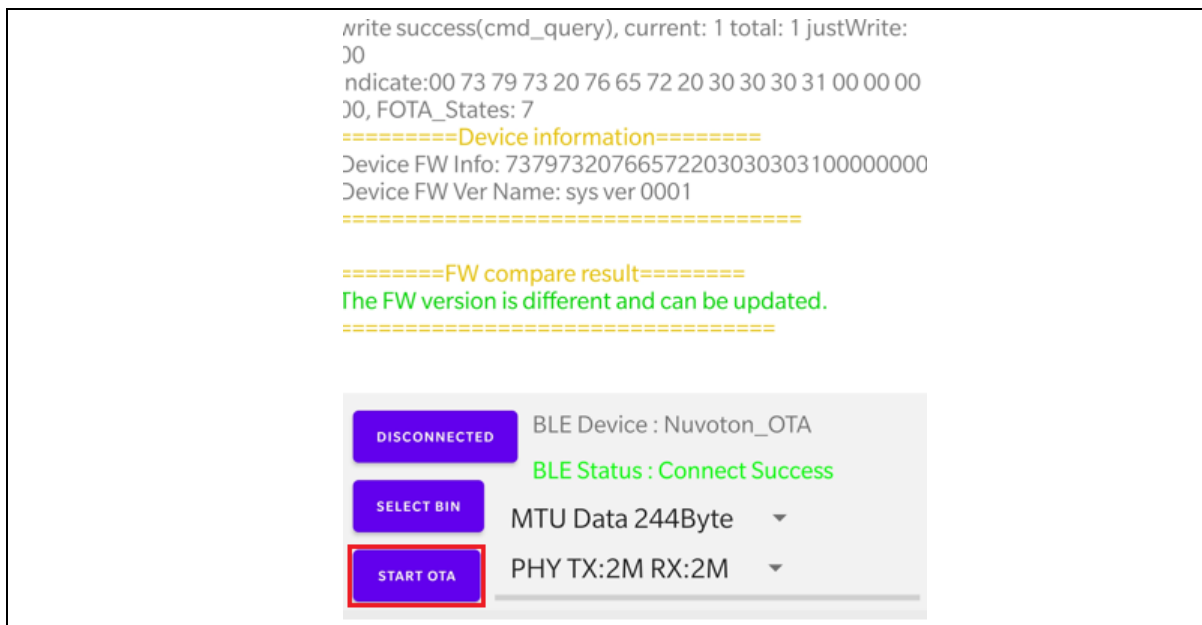 write success(cmd_query), current: 1 total: 1 justWrite:
00
ndicate:00 73 79 73 20 76 65 72 20 30 30 30 31 00 00 00
00, FOTA_States: 7
=========Device information========
Device FW Info: 73797320766572203030303100000000
Device FW Ver Name: sys ver 0001
====================================
========FW compare result========
The FW version is different and can be updated.
==================================
DISCONNECTED
BLE Device : Nuvoton_OTA
BLE Status : Connect Success
SELECT BIN
MTU Data 244Byte
START OTA
PHY TX:2M RX:2M